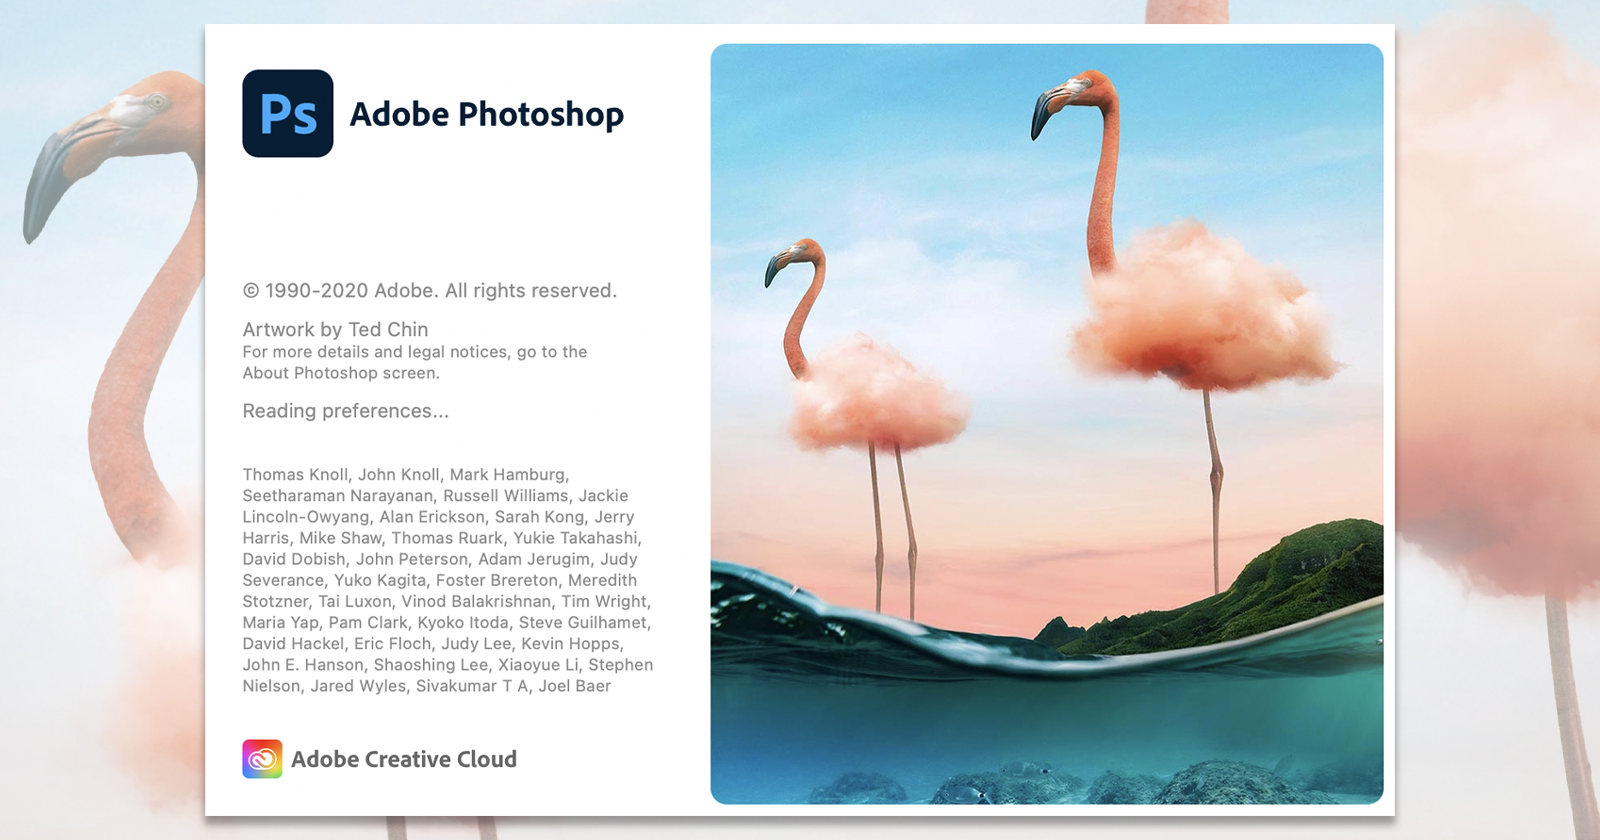 Ps
Adobe Photoshop
© 1990-2020 Adobe. All rights reserved.
Artwork by Ted Chin
For more details and legal notices, go to the
About Photoshop screen.
Reading preferences...
Thomas Knoll, John Knoll, Mark Hamburg,
Seetharaman Narayanan, Russell Williams, Jackie
Lincoln-Owyang, Alan Erickson, Sarah Kong, Jerry
Harris, Mike Shaw, Thomas Ruark, Yukie Takahashi,
David Dobish, John Peterson, Adam Jerugim, Judy
Severance, Yuko Kagita, Foster Brereton, Meredith
Stotzner, Tai Luxon, Vinod Balakrishnan, Tim Wright,
Maria Yap, Pam Clark, Kyoko Itoda, Steve Guilhamet,
David Hackel, Eric Floch, Judy Lee, Kevin Hopps,
John E. Hanson, Shaoshing Lee, Xiaoyue Li, Stephen
Nielson, Jared Wyles, Sivakumar T A, Joel Baer
Adobe Creative Cloud